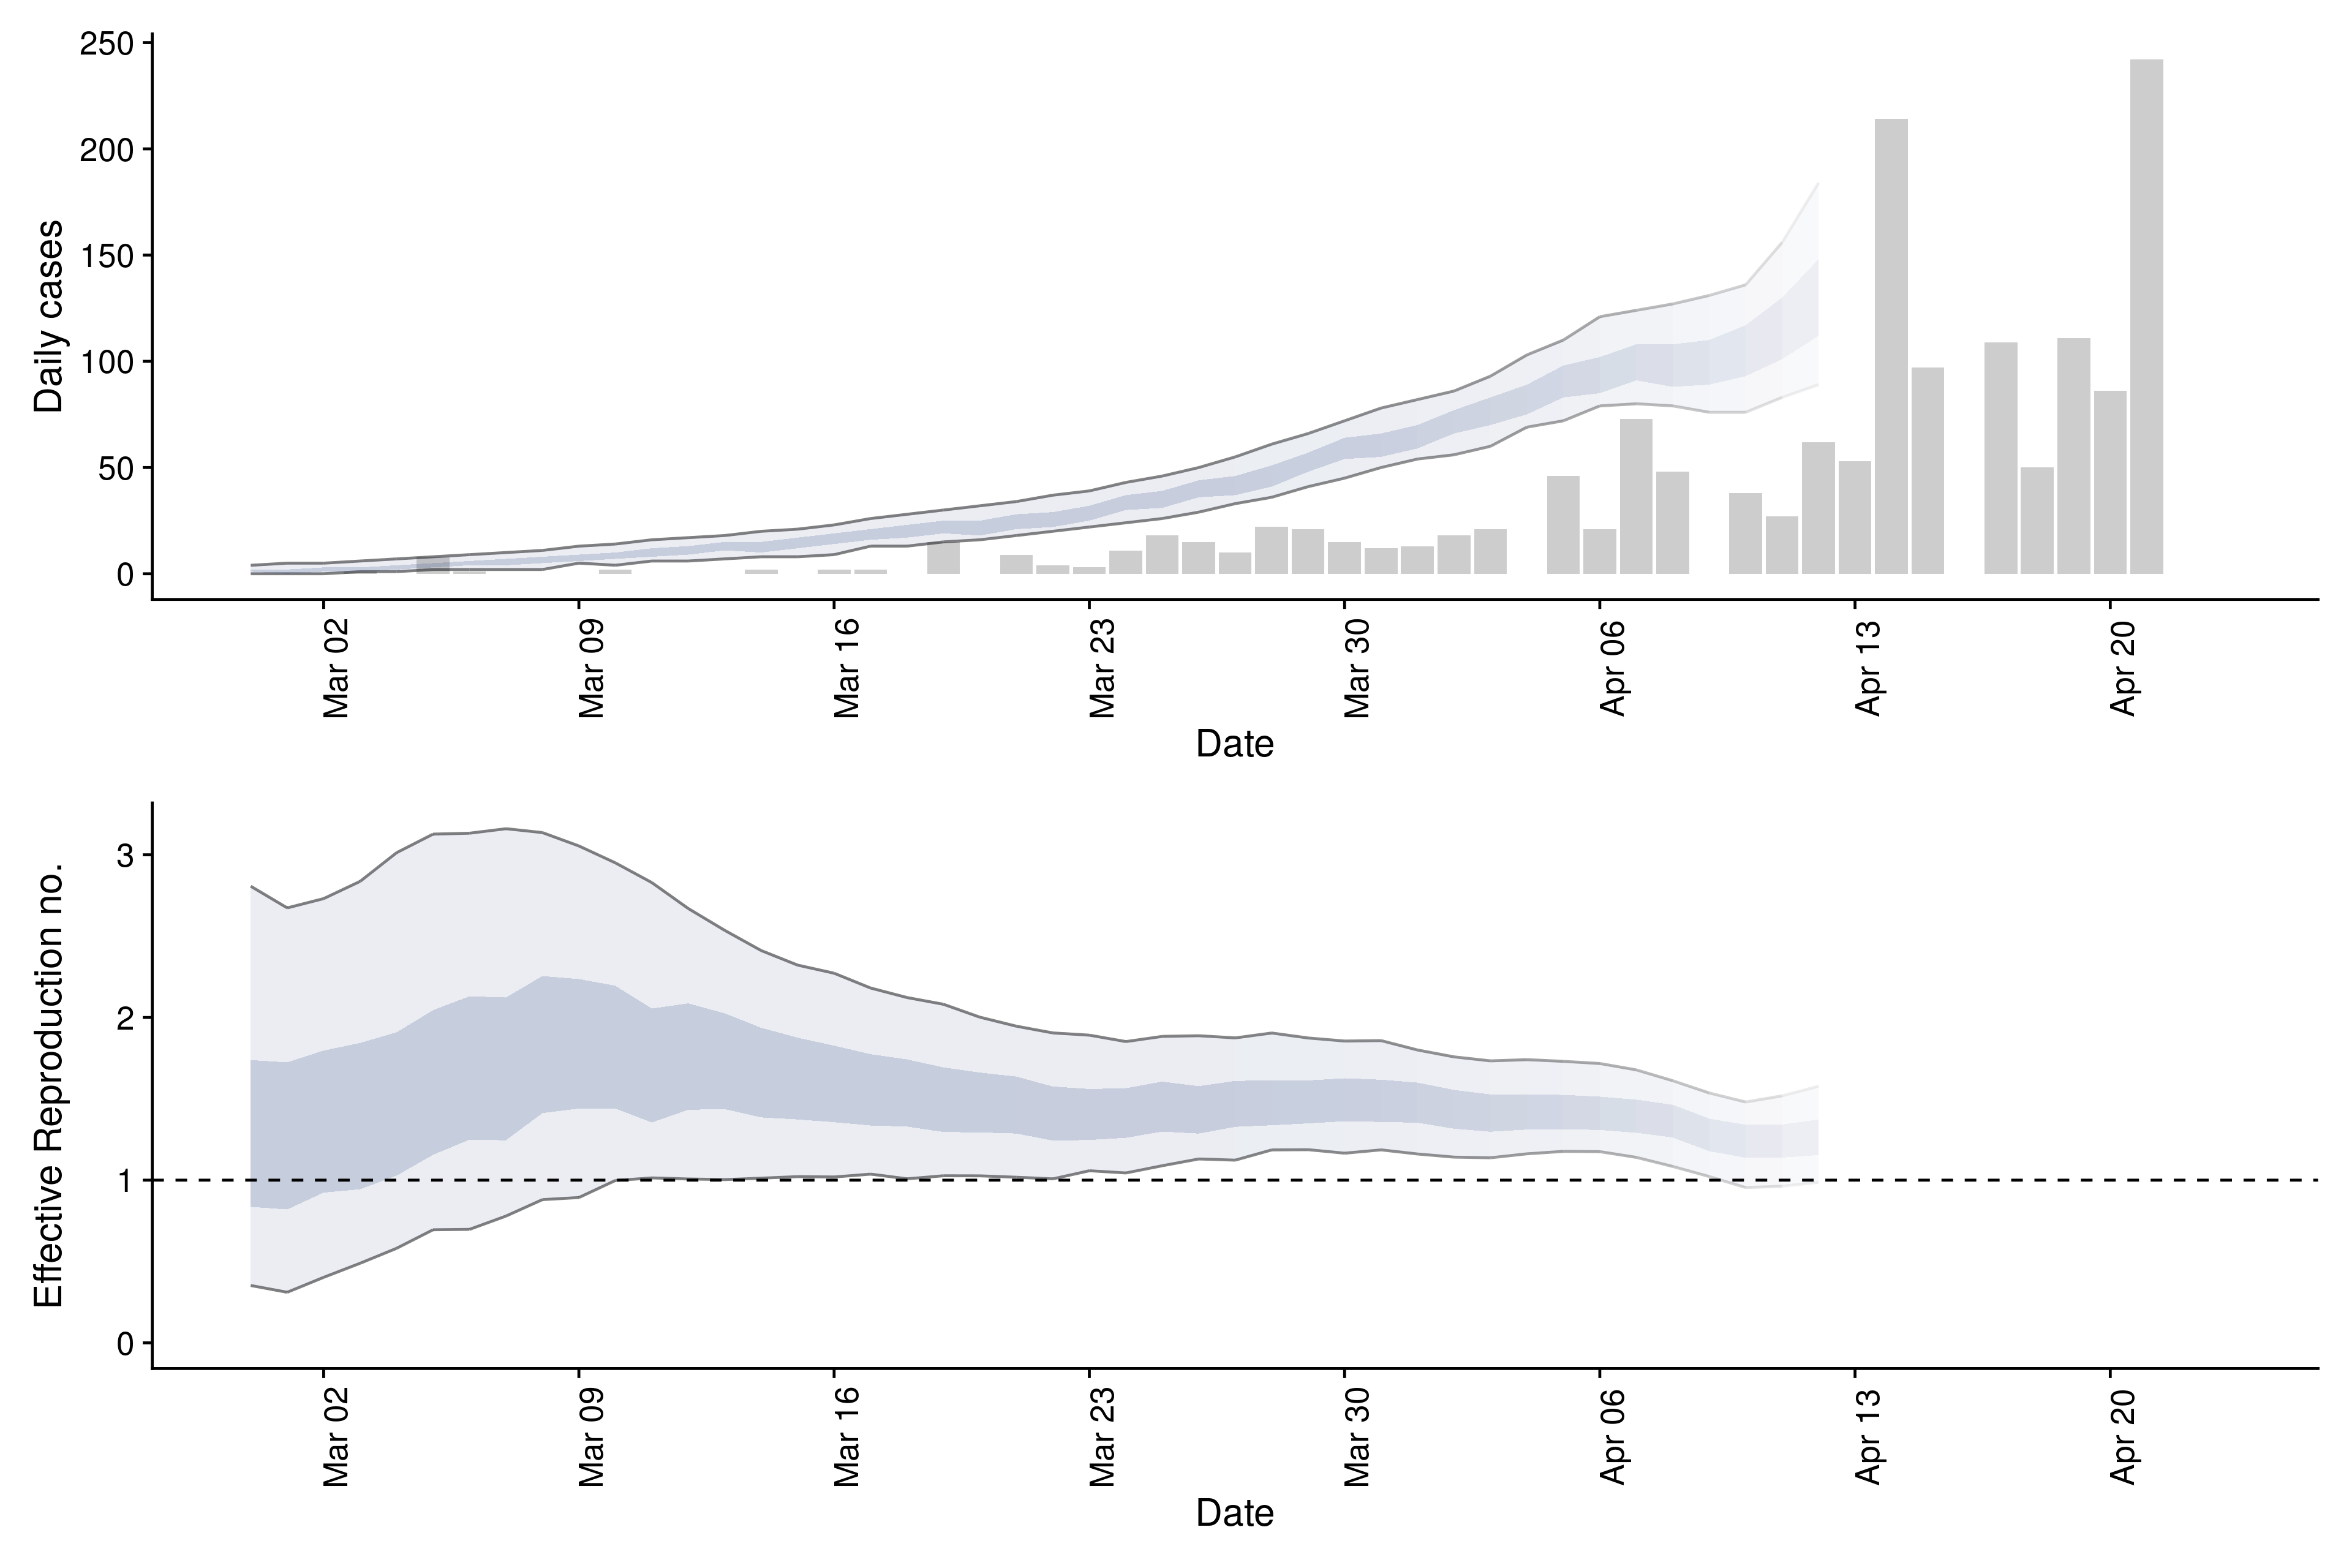 250
200
150
100
50
0
Daily cases
Mar 02
Mar 09
Mar 16
Mar 23
Mar 30
Apr 06
Apr 13
Apr 20
Date
3
2
1
0
Effective Reproduction no.
Mar 02
Mar 09
Mar 16
Mar 23
Mar 30
Apr 06
Apr 13
Apr 20
Date